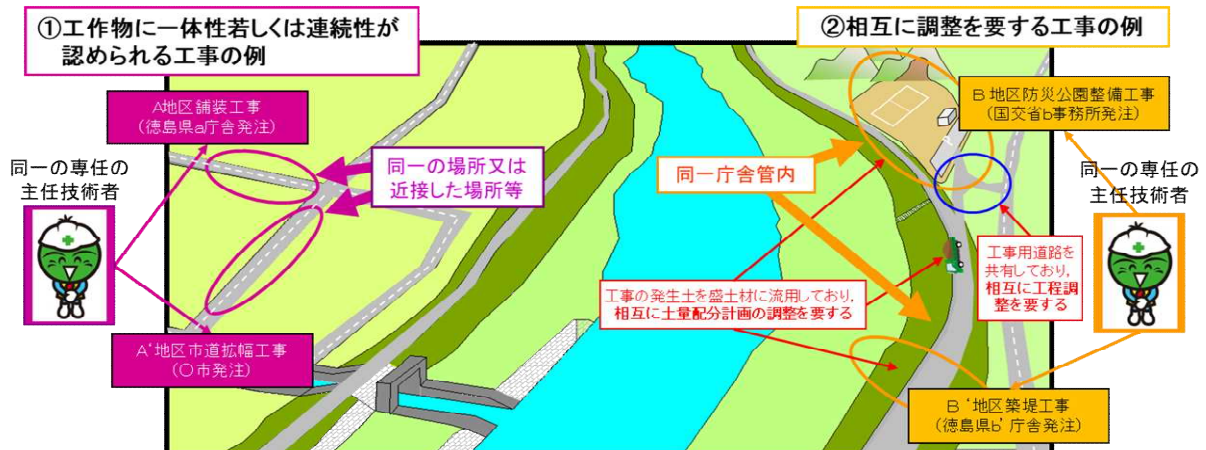 ①工作物に一体性若しくは連続性が
認められる工事の例
②相互に調整を要する工事の例
A地区舗装工事
(徳島県a庁舎発注)
同一の専任の
主任技術者
同一の場所又は
近接した場所等
A‘地区市道拡幅工事
(○市発注)
同一庁舎管内
B地区防災公園整備工事
(国交省b事務所発注)
同一の専任の
主任技術者
工事用道路を
共有しており,
相互に工程調
整を要する
工事の発生土を盛土材に流用しており,
相互に土量配分計画の調整を要する
B‘地区築堤工事
(徳島県b’庁舎発注)